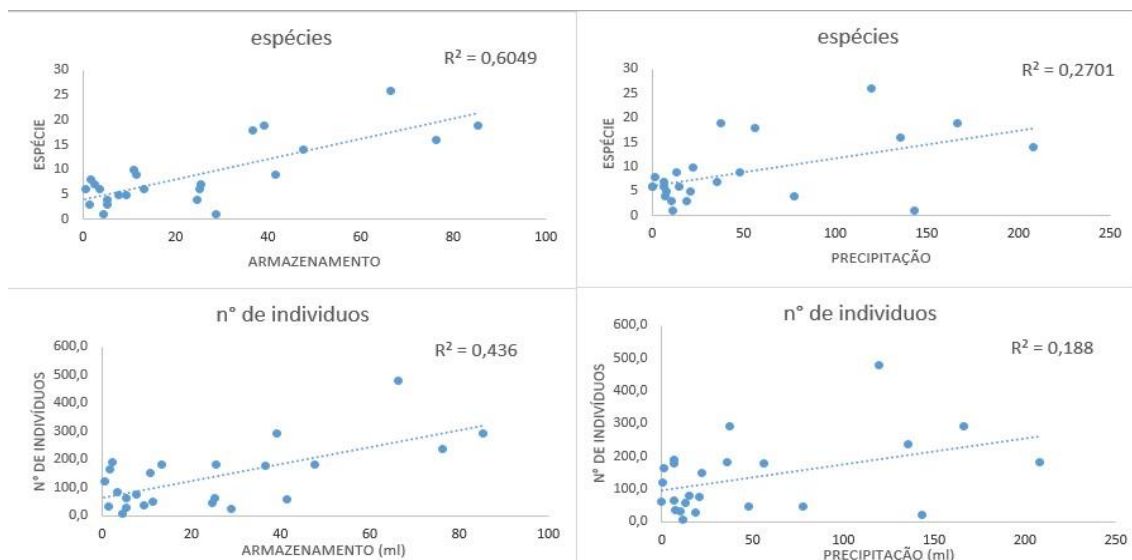 espécies
R² = 0,6049
ESPÉCIE
30
25
20
15
10
5
0
0 20 40 60 80 100
ARMAZENAMENTO
espécies
R² = 0,2701
ESPÉCIE
30
25
20
15
10
5
0
0 50 100 150 200 250
PRECIPITAÇÃO
n° de individuos
R² = 0,436
N° DE INDIVÍDUOS
600,0
500,0
400,0
300,0
200,0
100,0
0,0
0 20 40 60 80 100
ARMAZENAMENTO (ml)
n° de individuos
R² = 0,188
N° DE INDIVÍDUOS
600,0
500,0
400,0
300,0
200,0
100,0
0,0
0 50 100 150 200 250
PRECIPITAÇÃO (ml)